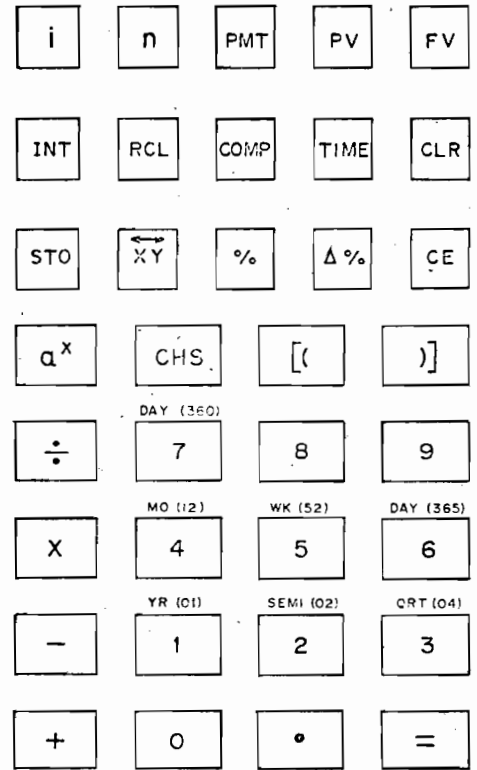 i n PMT PV FV
INT RCL COMP TIME CLR
STO XY % Δ% CE
aˣ CHS [( )]
DAY (360)
÷ 7 8 9
MO (12) WK (52) DAY (365)
X 4 5 6
YR (01) SEMI (02) QRT (04)
− 1 2 3
+ 0 • =